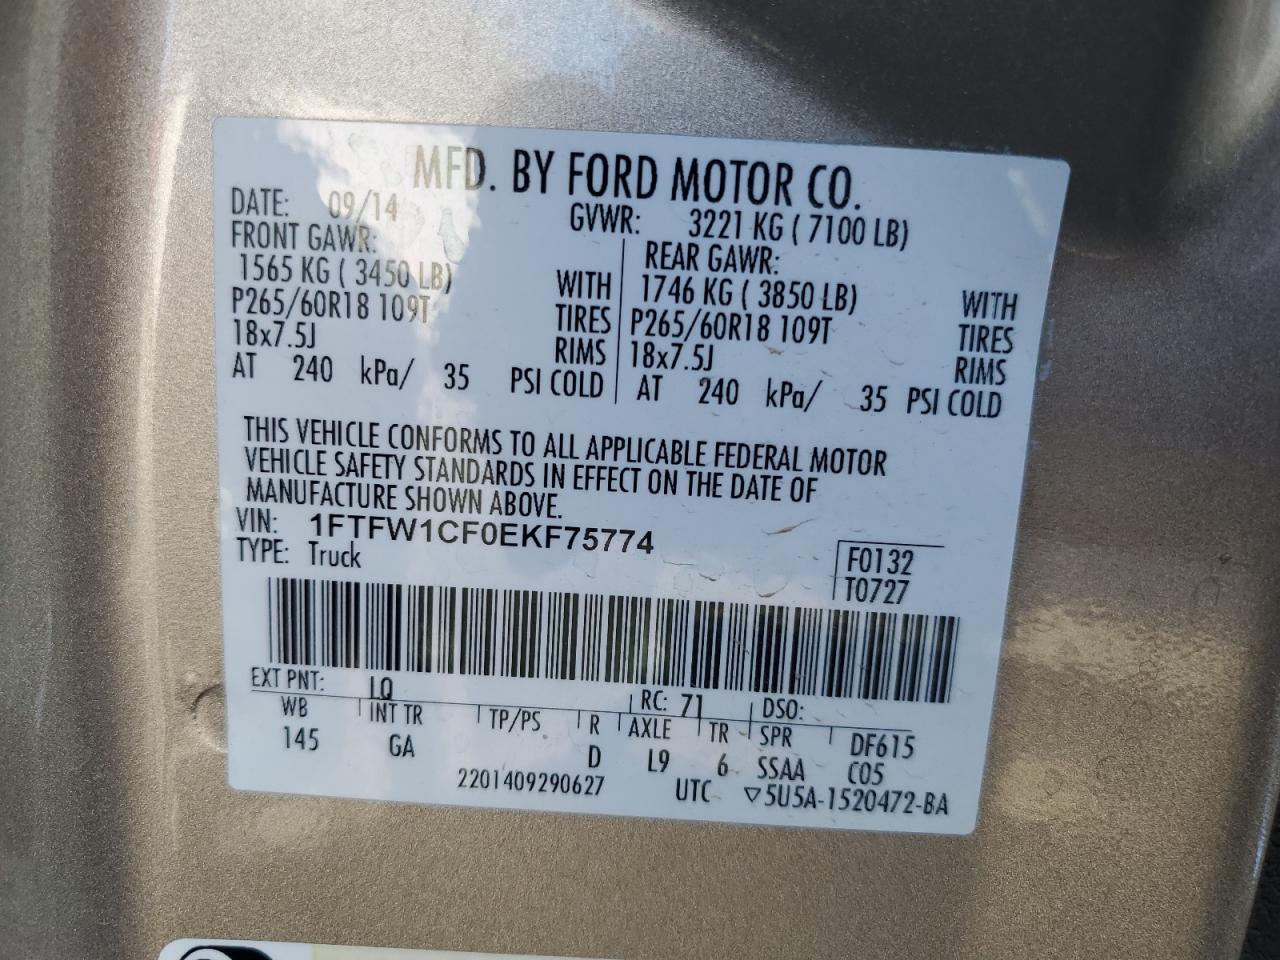 MFD. BY FORD MOTOR CO.
DATE: 09/14 GVWR: 3221 KG ( 7100 LB)
FRONT GAWR: REAR GAWR:
1565 KG ( 3450 LB) WITH 1746 KG ( 3850 LB) WITH
P265/60R18 109T TIRES P265/60R18 109T TIRES
18x7.5J RIMS 18x7.5J RIMS
AT 240 kPa/ 35 PSI COLD AT 240 kPa/ 35 PSI COLD
THIS VEHICLE CONFORMS TO ALL APPLICABLE FEDERAL MOTOR
VEHICLE SAFETY STANDARDS IN EFFECT ON THE DATE OF
MANUFACTURE SHOWN ABOVE.
VIN: 1FTFW1CF0EKF75774
TYPE: Truck
F0132
T0727
EXT PNT: LQ RC: 71 DSO:
WB INT TR TP/PS R AXLE TR SPR DF615
145 GA D L9 6 SSAA C05
2201409290627 UTC ▽5U5A-1520472-BA